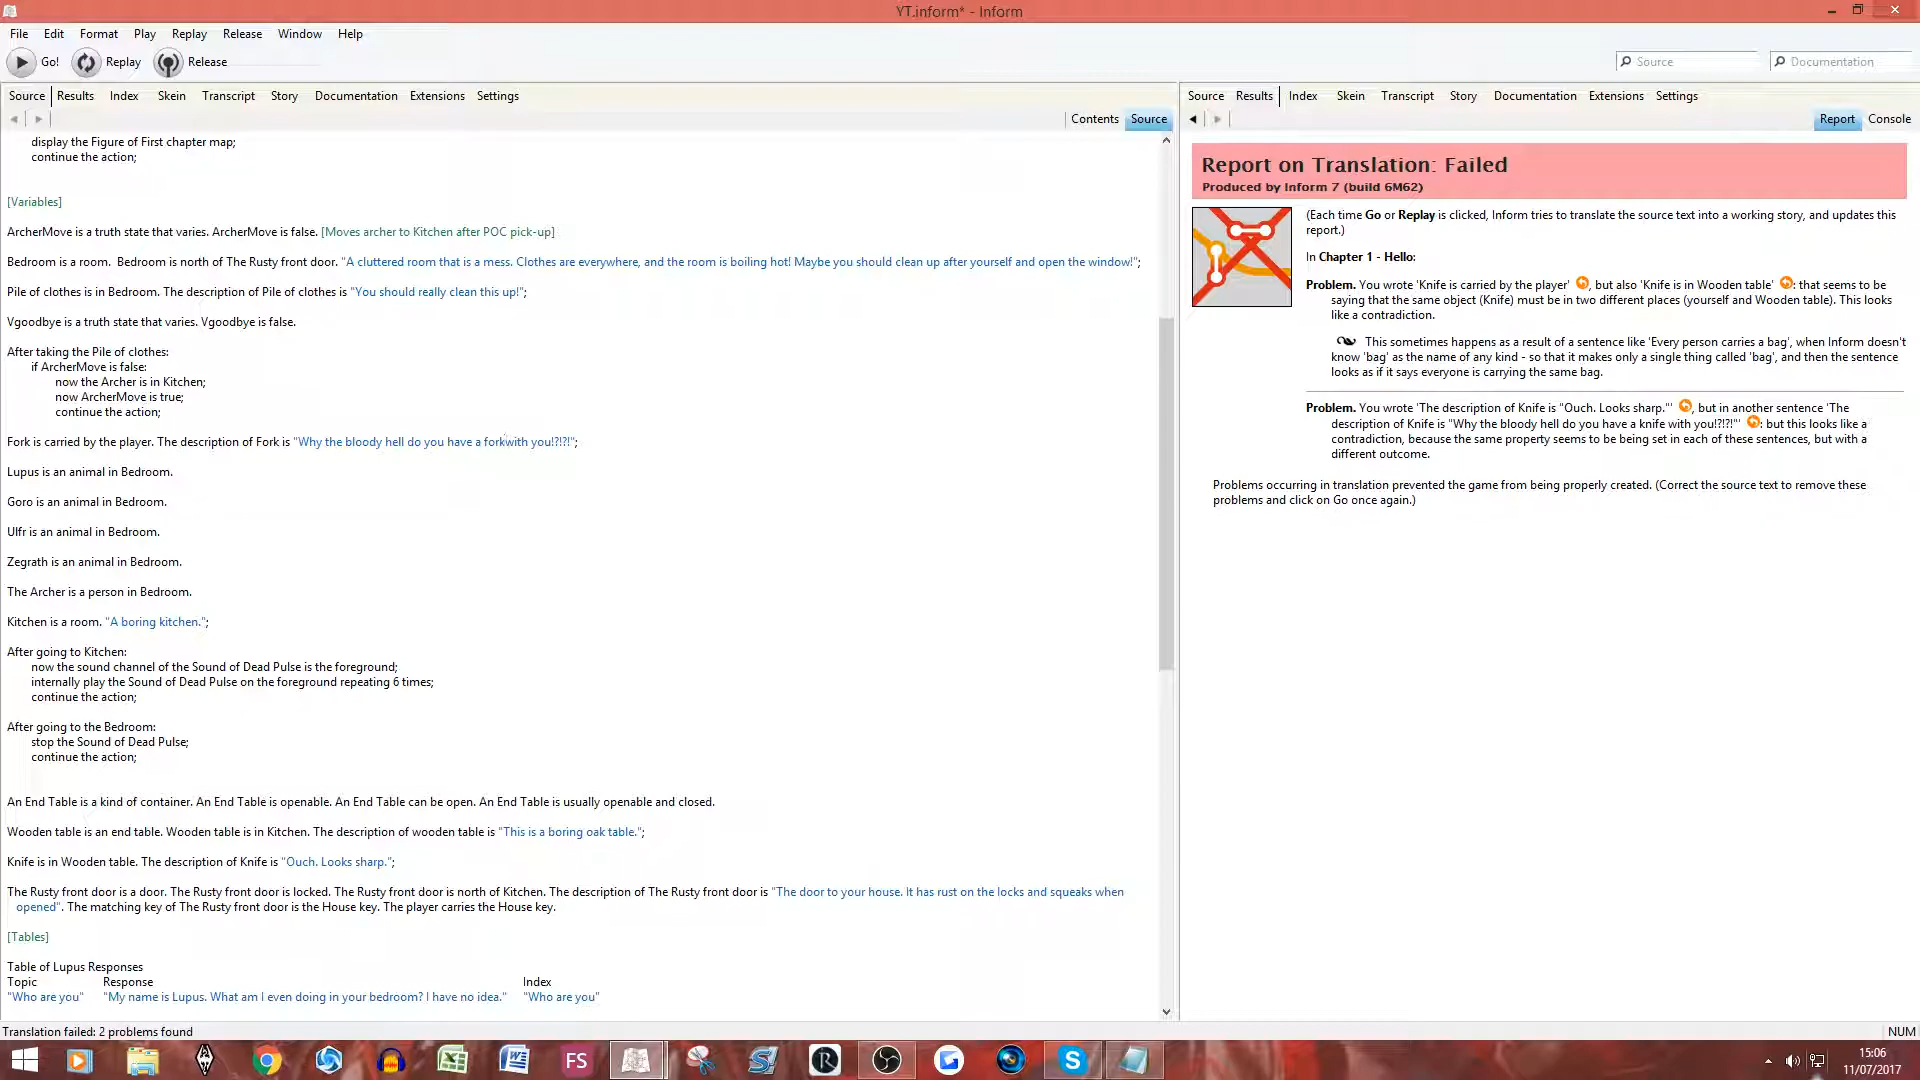 YT.inform* - Inform
File Edit Format Play Replay Release Window Help
Go! Replay Release
Source Documentation
Source Results Index Skein Transcript Story Documentation Extensions Settings
Contents Source
display the Figure of First chapter map;
continue the action;
[Variables]
ArcherMove is a truth state that varies. ArcherMove is false. [Moves archer to Kitchen after POC pick-up]
Bedroom is a room.  Bedroom is north of The Rusty front door. "A cluttered room that is a mess. Clothes are everywhere, and the room is boiling hot! Maybe you should clean up after yourself and open the window!";
Pile of clothes is in Bedroom. The description of Pile of clothes is "You should really clean this up!";
Vgoodbye is a truth state that varies. Vgoodbye is false.
After taking the Pile of clothes:
if ArcherMove is false:
now the Archer is in Kitchen;
now ArcherMove is true;
continue the action;
Fork is carried by the player. The description of Fork is "Why the bloody hell do you have a forkwith you!?!?!";
Lupus is an animal in Bedroom.
Goro is an animal in Bedroom.
Ulfr is an animal in Bedroom.
Zegrath is an animal in Bedroom.
The Archer is a person in Bedroom.
Kitchen is a room. "A boring kitchen.";
After going to Kitchen:
now the sound channel of the Sound of Dead Pulse is the foreground;
internally play the Sound of Dead Pulse on the foreground repeating 6 times;
continue the action;
After going to the Bedroom:
stop the Sound of Dead Pulse;
continue the action;
An End Table is a kind of container. An End Table is openable. An End Table can be open. An End Table is usually openable and closed.
Wooden table is an end table. Wooden table is in Kitchen. The description of wooden table is "This is a boring oak table.";
Knife is in Wooden table. The description of Knife is "Ouch. Looks sharp.";
The Rusty front door is a door. The Rusty front door is locked. The Rusty front door is north of Kitchen. The description of The Rusty front door is "The door to your house. It has rust on the locks and squeaks when
opened". The matching key of The Rusty front door is the House key. The player carries the House key.
[Tables]
Table of Lupus Responses
Topic Response Index
"Who are you" "My name is Lupus. What am I even doing in your bedroom? I have no idea." "Who are you"
Source Results Index Skein Transcript Story Documentation Extensions Settings
Report Console
Report on Translation: Failed
Produced by Inform 7 (build 6M62)
(Each time Go or Replay is clicked, Inform tries to translate the source text into a working story, and updates this
report.)
In Chapter 1 - Hello:
Problem. You wrote 'Knife is carried by the player' , but also 'Knife is in Wooden table' : that seems to be
saying that the same object (Knife) must be in two different places (yourself and Wooden table). This looks
like a contradiction.
This sometimes happens as a result of a sentence like 'Every person carries a bag', when Inform doesn't
know 'bag' as the name of any kind - so that it makes only a single thing called 'bag', and then the sentence
looks as if it says everyone is carrying the same bag.
Problem. You wrote 'The description of Knife is "Ouch. Looks sharp."' , but in another sentence 'The
description of Knife is "Why the bloody hell do you have a knife with you!?!?!"' : but this looks like a
contradiction, because the same property seems to be being set in each of these sentences, but with a
different outcome.
Problems occurring in translation prevented the game from being properly created. (Correct the source text to remove these
problems and click on Go once again.)
Translation failed: 2 problems found
NUM
FS
15:06
11/07/2017